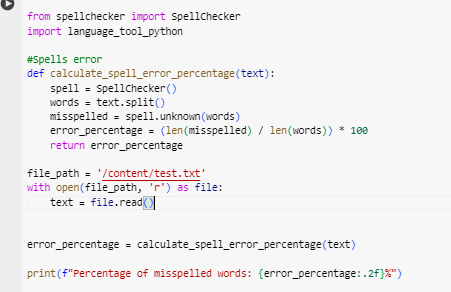 from spellchecker import SpellChecker
import language_tool_python
#Spells error
def calculate_spell_error_percentage(text):
    spell = SpellChecker()
    words = text.split()
    misspelled = spell.unknown(words)
    error_percentage = (len(misspelled) / len(words)) * 100
    return error_percentage
file_path = '/content/test.txt'
with open(file_path, 'r') as file:
    text = file.read()
error_percentage = calculate_spell_error_percentage(text)
print(f"Percentage of misspelled words: {error_percentage:.2f}%")